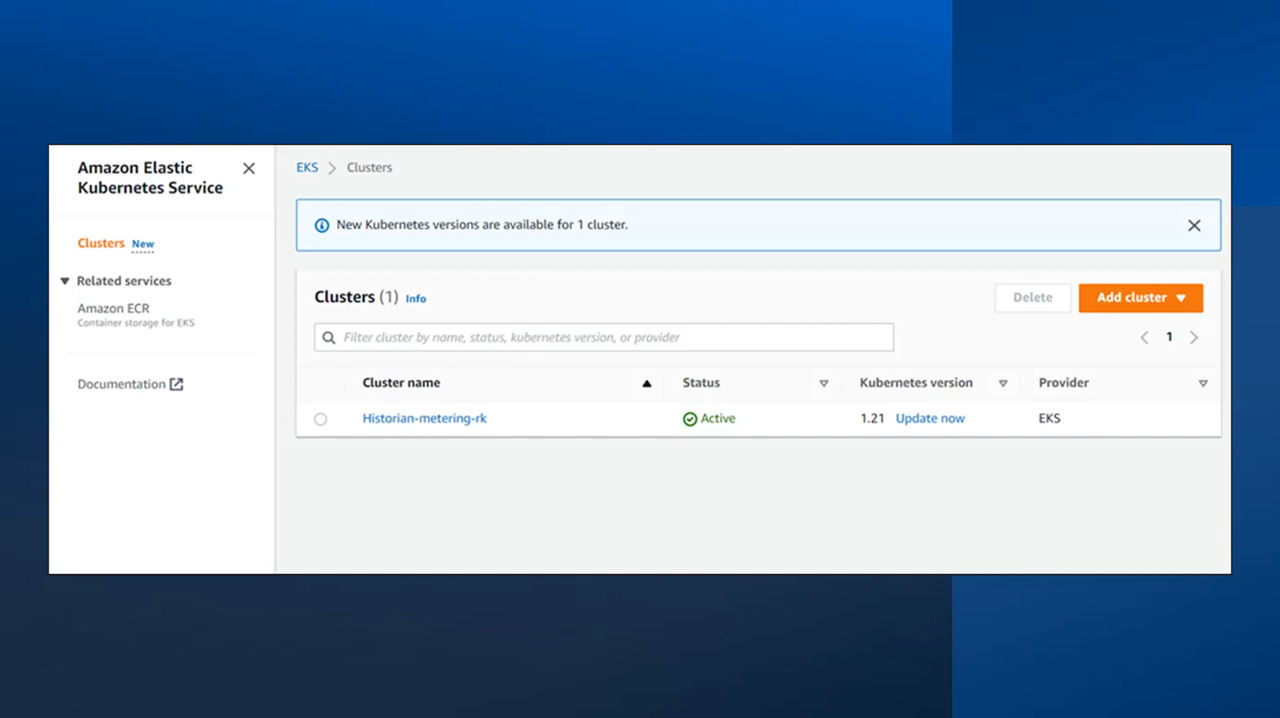 Amazon Elastic
Kubernetes Service
Clusters New
Related services
Amazon ECR
Container storage for EKS
Documentation
EKS > Clusters
New Kubernetes versions are available for 1 cluster.
Clusters (1) Info
Delete
Add cluster
Filter cluster by name, status, kubernetes version, or provider
1
Cluster name Status Kubernetes version Provider
Historian-metering-rk Active 1.21 Update now EKS